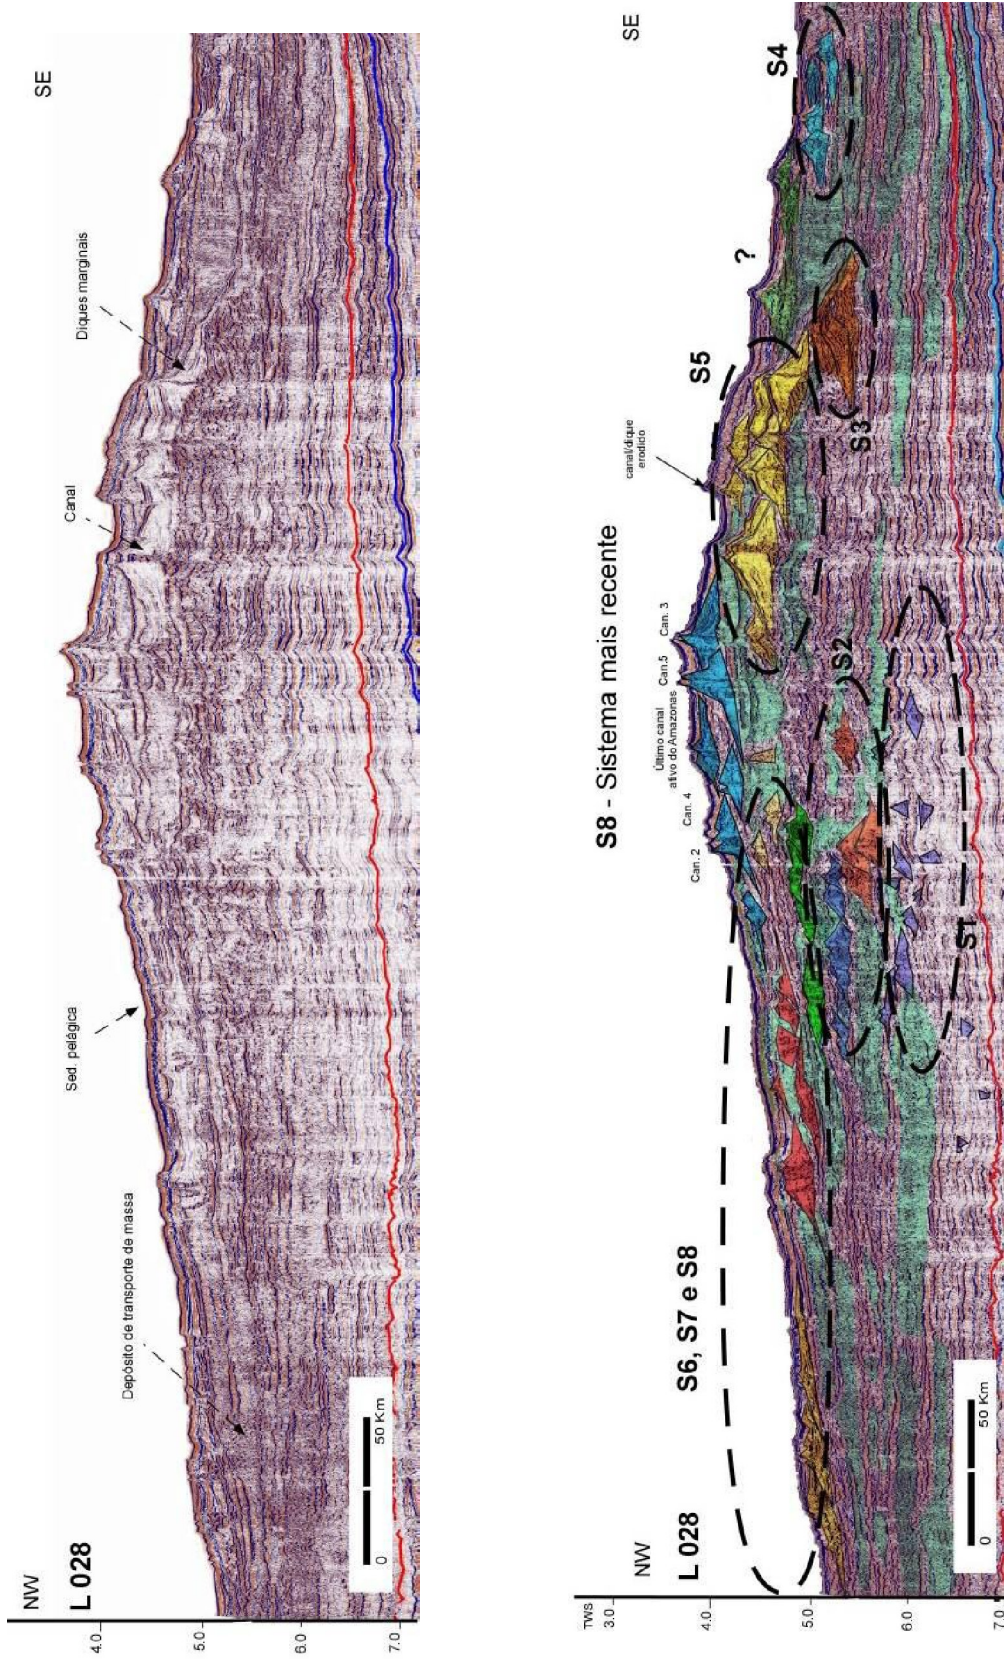 NW
SE
L 028
4.0
5.0
6.0
7.0
Depósito de transporte de massa
Sed. pelágica
Canal
Diques marginais
0
50 Km
S8 - Sistema mais recente
NW
SE
L 028
TWS
3.0
4.0
5.0
6.0
7.0
S6, S7 e S8
Can. 2
Can. 4
Último canal
ativo do Amazonas
Can.5
Can. 3
canal/dique
erodido
S5
?
S4
S3
S2
S1
0
50 Km